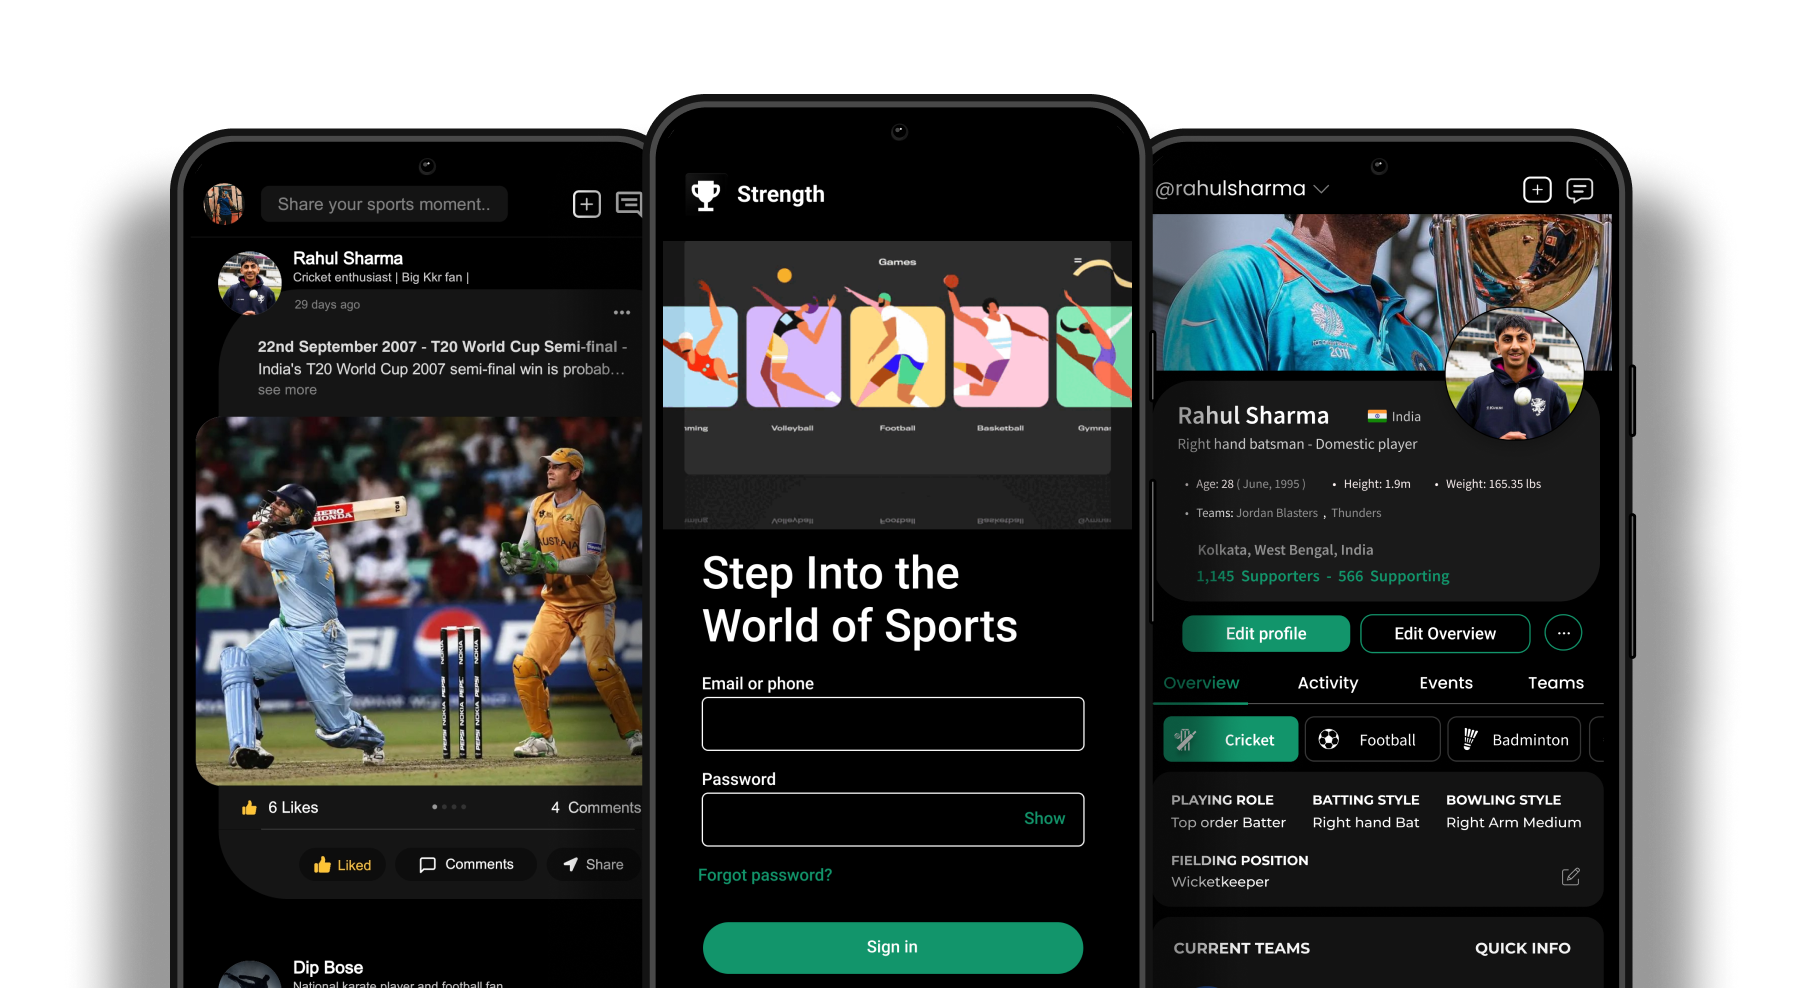 Share your sports moment..
Rahul Sharma
Cricket enthusiast | Big Kkr fan |
29 days ago
22nd September 2007 - T20 World Cup Semi-final -
India's T20 World Cup 2007 semi-final win is probab...
see more
HERO
HONDA
PEPSI
NOKIA
6 Likes
4 Comments
Liked
Comments
Share
Dip Bose
National karate player and football fan
Strength
Games
Volleyball
Football
Basketball
Step Into the
World of Sports
Email or phone
Password
Show
Forgot password?
Sign in
@rahulsharma
2011
Rahul Sharma
India
Right hand batsman - Domestic player
• Age: 28 ( June, 1995 ) • Height: 1.9m • Weight: 165.35 lbs
• Teams: Jordan Blasters , Thunders
Kolkata, West Bengal, India
1,145 Supporters - 566 Supporting
Edit profile
Edit Overview
...
Overview Activity Events Teams
Cricket Football Badminton
PLAYING ROLE BATTING STYLE BOWLING STYLE
Top order Batter Right hand Bat Right Arm Medium
FIELDING POSITION
Wicketkeeper
CURRENT TEAMS QUICK INFO